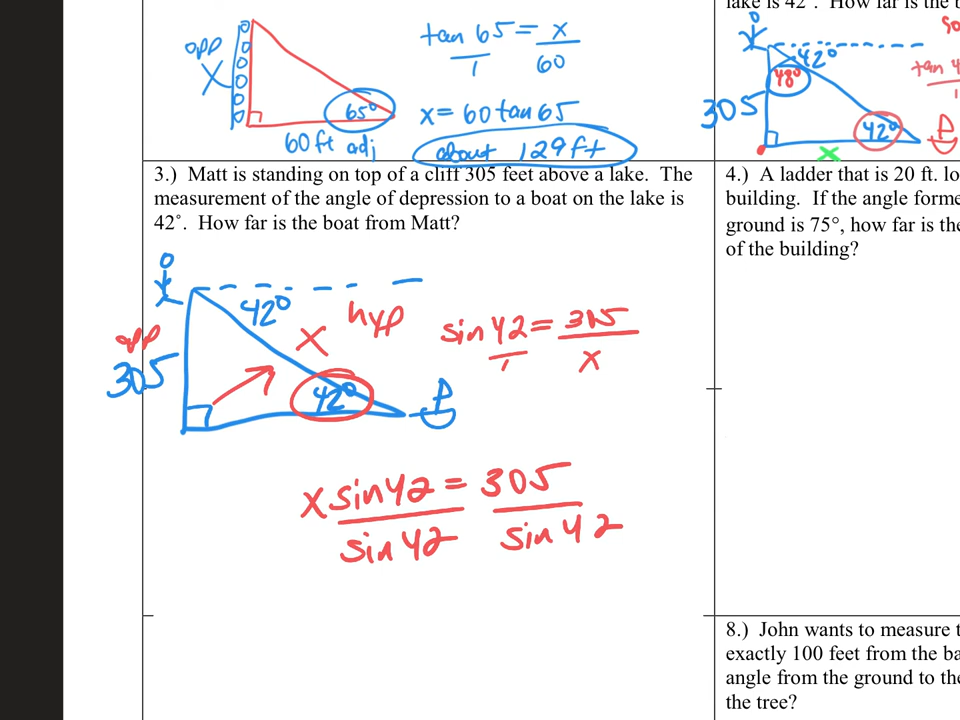 lake is 42°. How far is the b
opp
X
65°
60 ft adj
tan 65 = x
1 60
x = 60 tan 65
about 129 ft
42°
48°
305
42°
x
so
tan 4
1
3.) Matt is standing on top of a cliff 305 feet above a lake. The
measurement of the angle of depression to a boat on the lake is
42˚. How far is the boat from Matt?
4.) A ladder that is 20 ft. lo
building. If the angle forme
ground is 75°, how far is the
of the building?
42°
hyp
x
opp
305
42°
sin 42 = 305
1 x
x sin 42 = 305
sin 42 sin 42
8.) John wants to measure t
exactly 100 feet from the ba
angle from the ground to the
the tree?